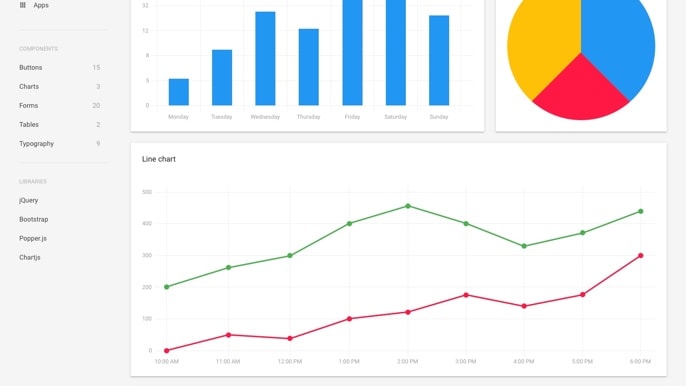 Apps
COMPONENTS
Buttons 15
Charts 3
Forms 20
Tables 2
Typography 9
LIBRARIES
jQuery
Bootstrap
Popper.js
Chartjs
32
12
8
5
0
Monday Tuesday Wednesday Thursday Friday Saturday Sunday
Line chart
500
400
300
200
100
0
10:00 AM 11:00 AM 12:00 PM 1:00 PM 2:00 PM 3:00 PM 4:00 PM 5:00 PM 6:00 PM